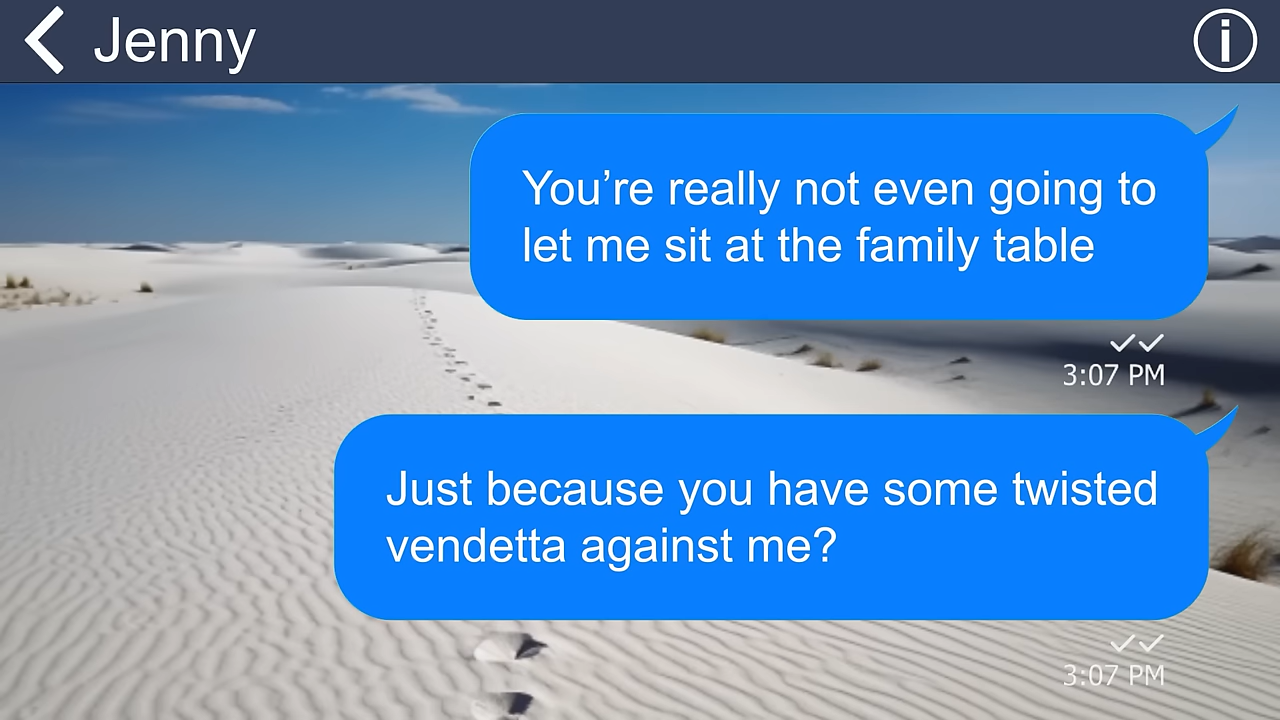 Jenny
You’re really not even going to
let me sit at the family table
3:07 PM
Just because you have some twisted
vendetta against me?
3:07 PM